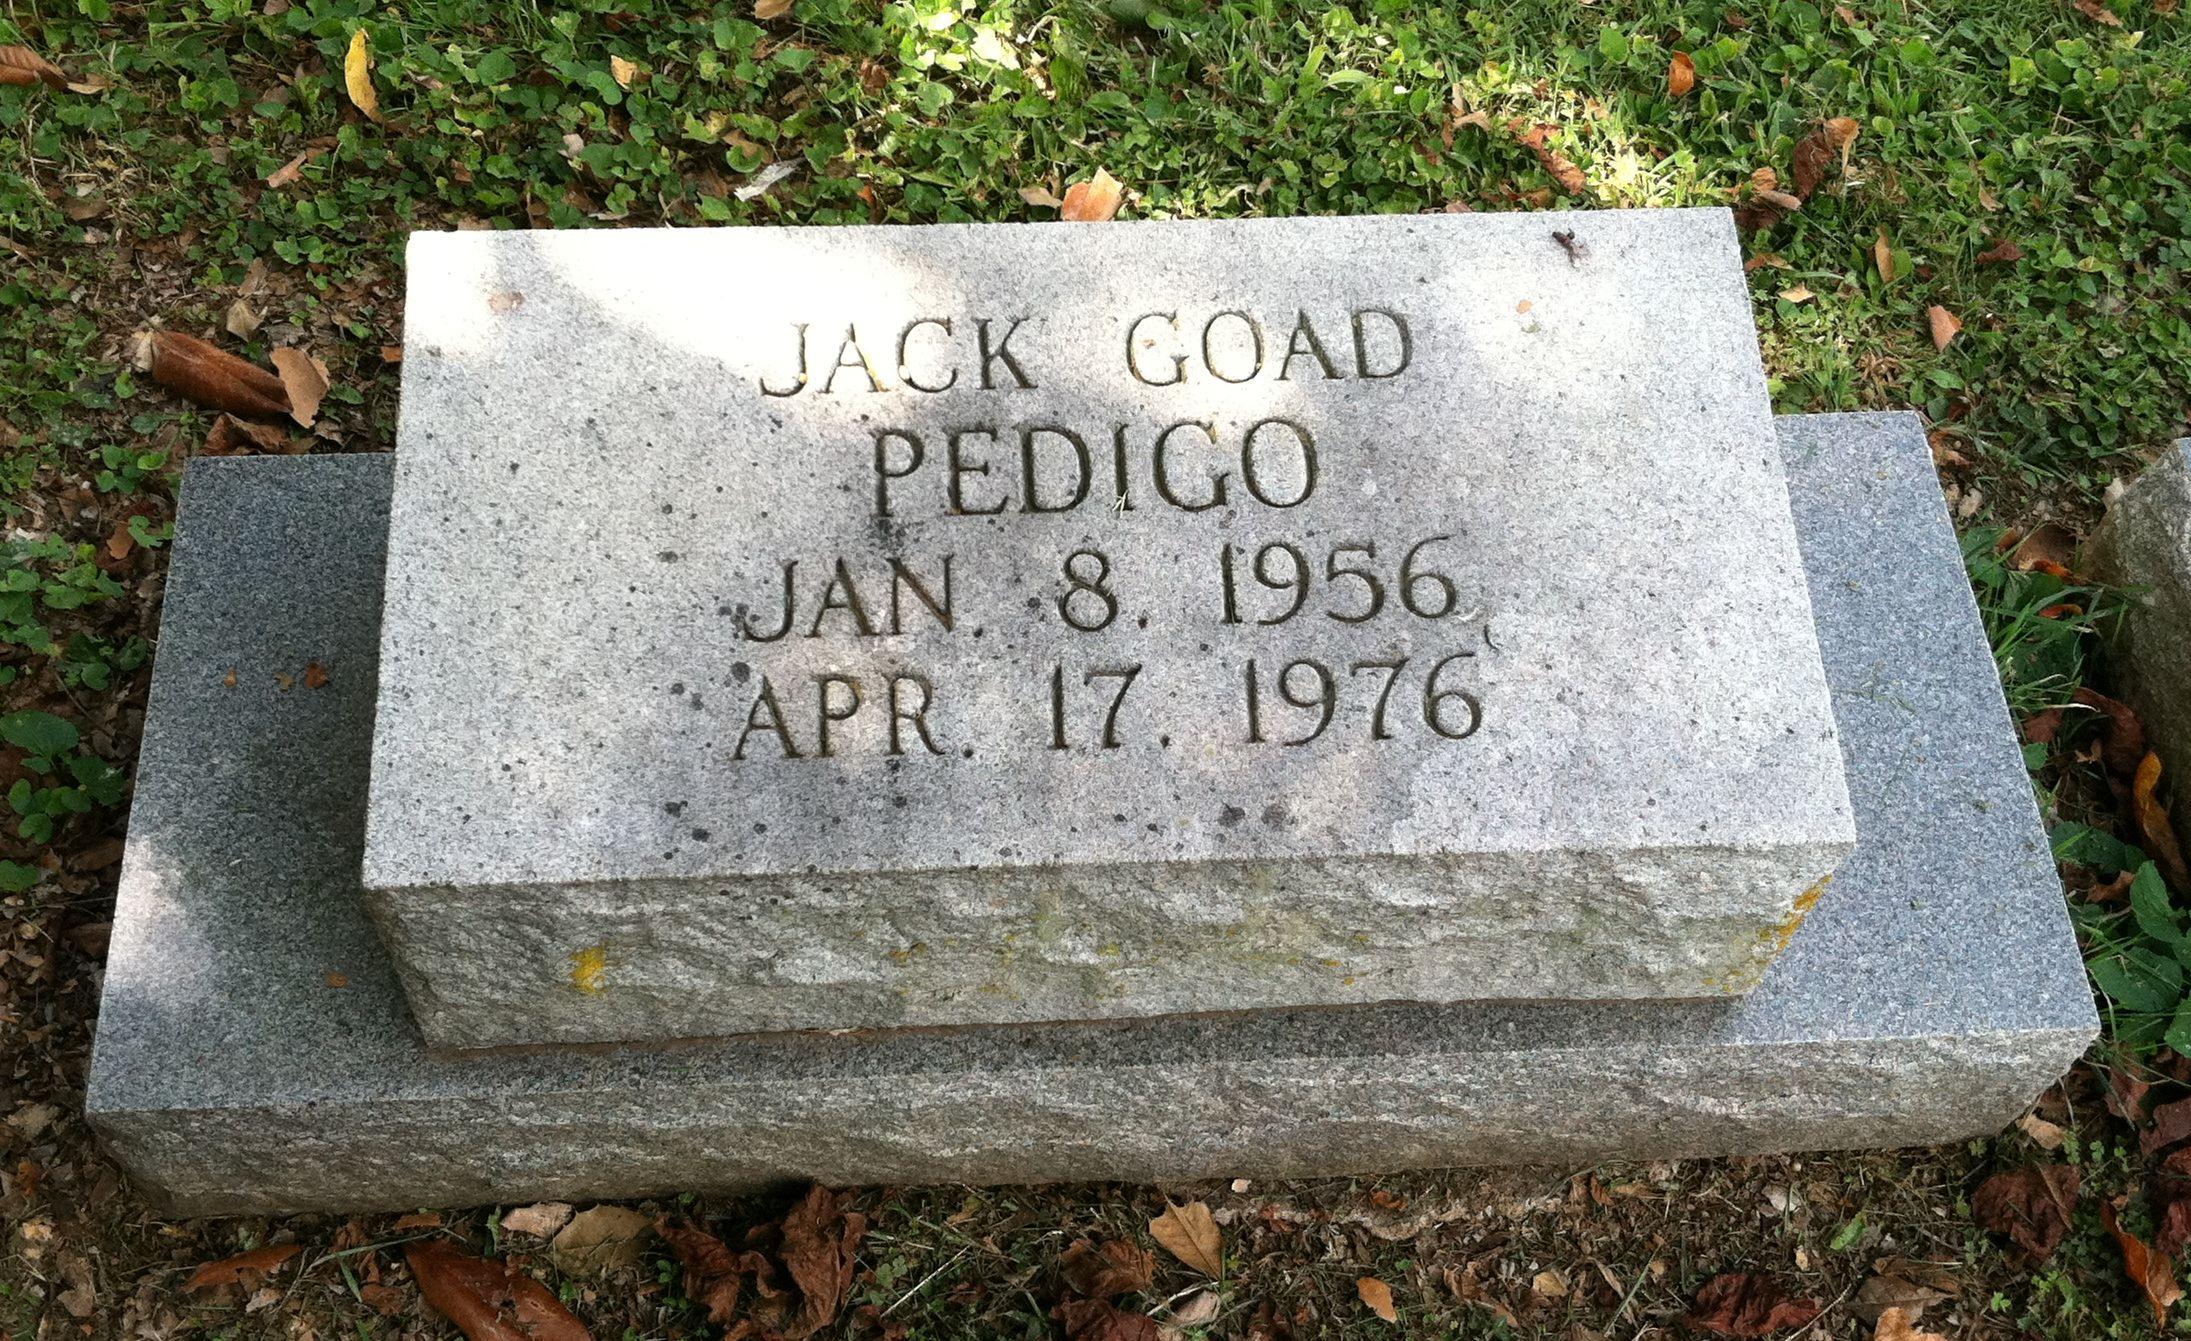 JACK GOAD
PEDIGO
JAN. 8. 1956
APR. 17. 1976